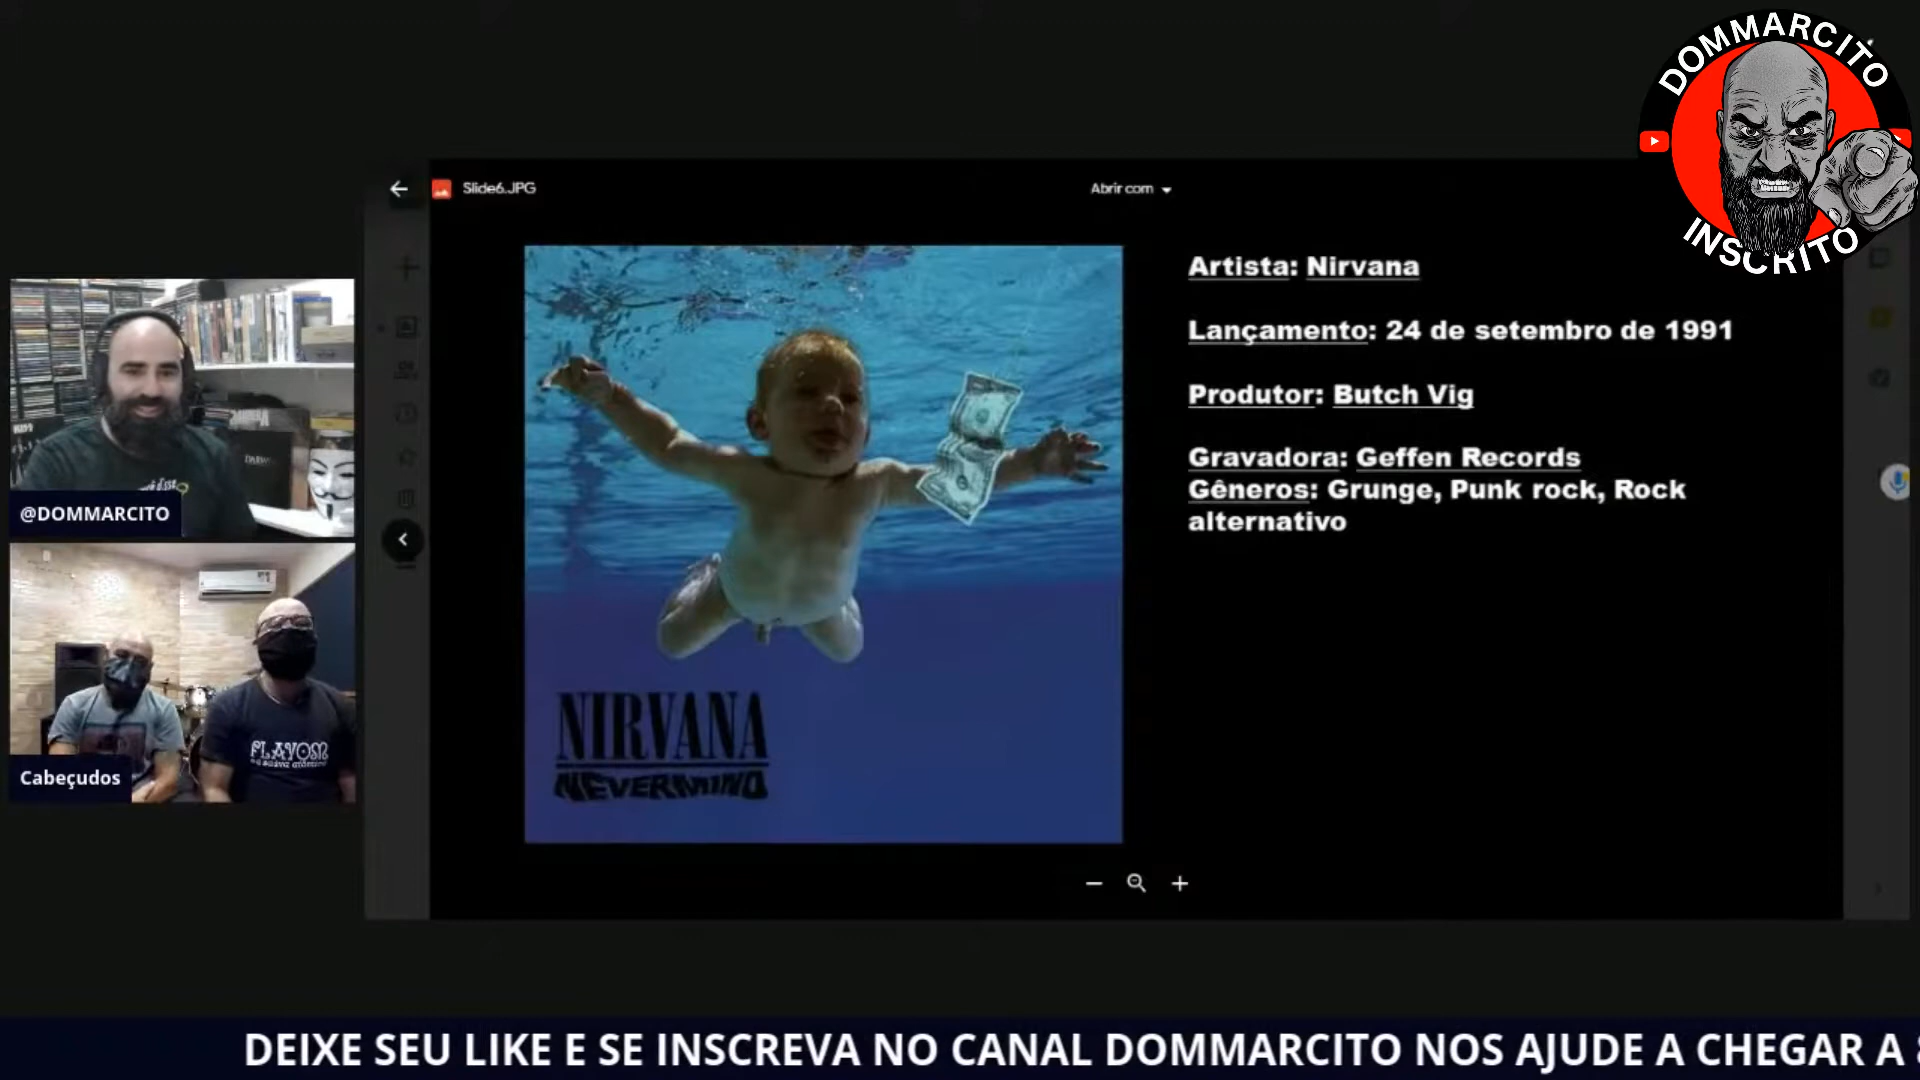 DOMMARCITO
INSCRITO
Slide6.JPG
Abrir com
Artista: Nirvana
Lançamento: 24 de setembro de 1991
Produtor: Butch Vig
Gravadora: Geffen Records
Gêneros: Grunge, Punk rock, Rock
alternativo
@DOMMARCITO
FLAYOM
Cabeçudos
NIRVANA
NEVERMIND
DEIXE SEU LIKE E SE INSCREVA NO CANAL DOMMARCITO NOS AJUDE A CHEGAR A